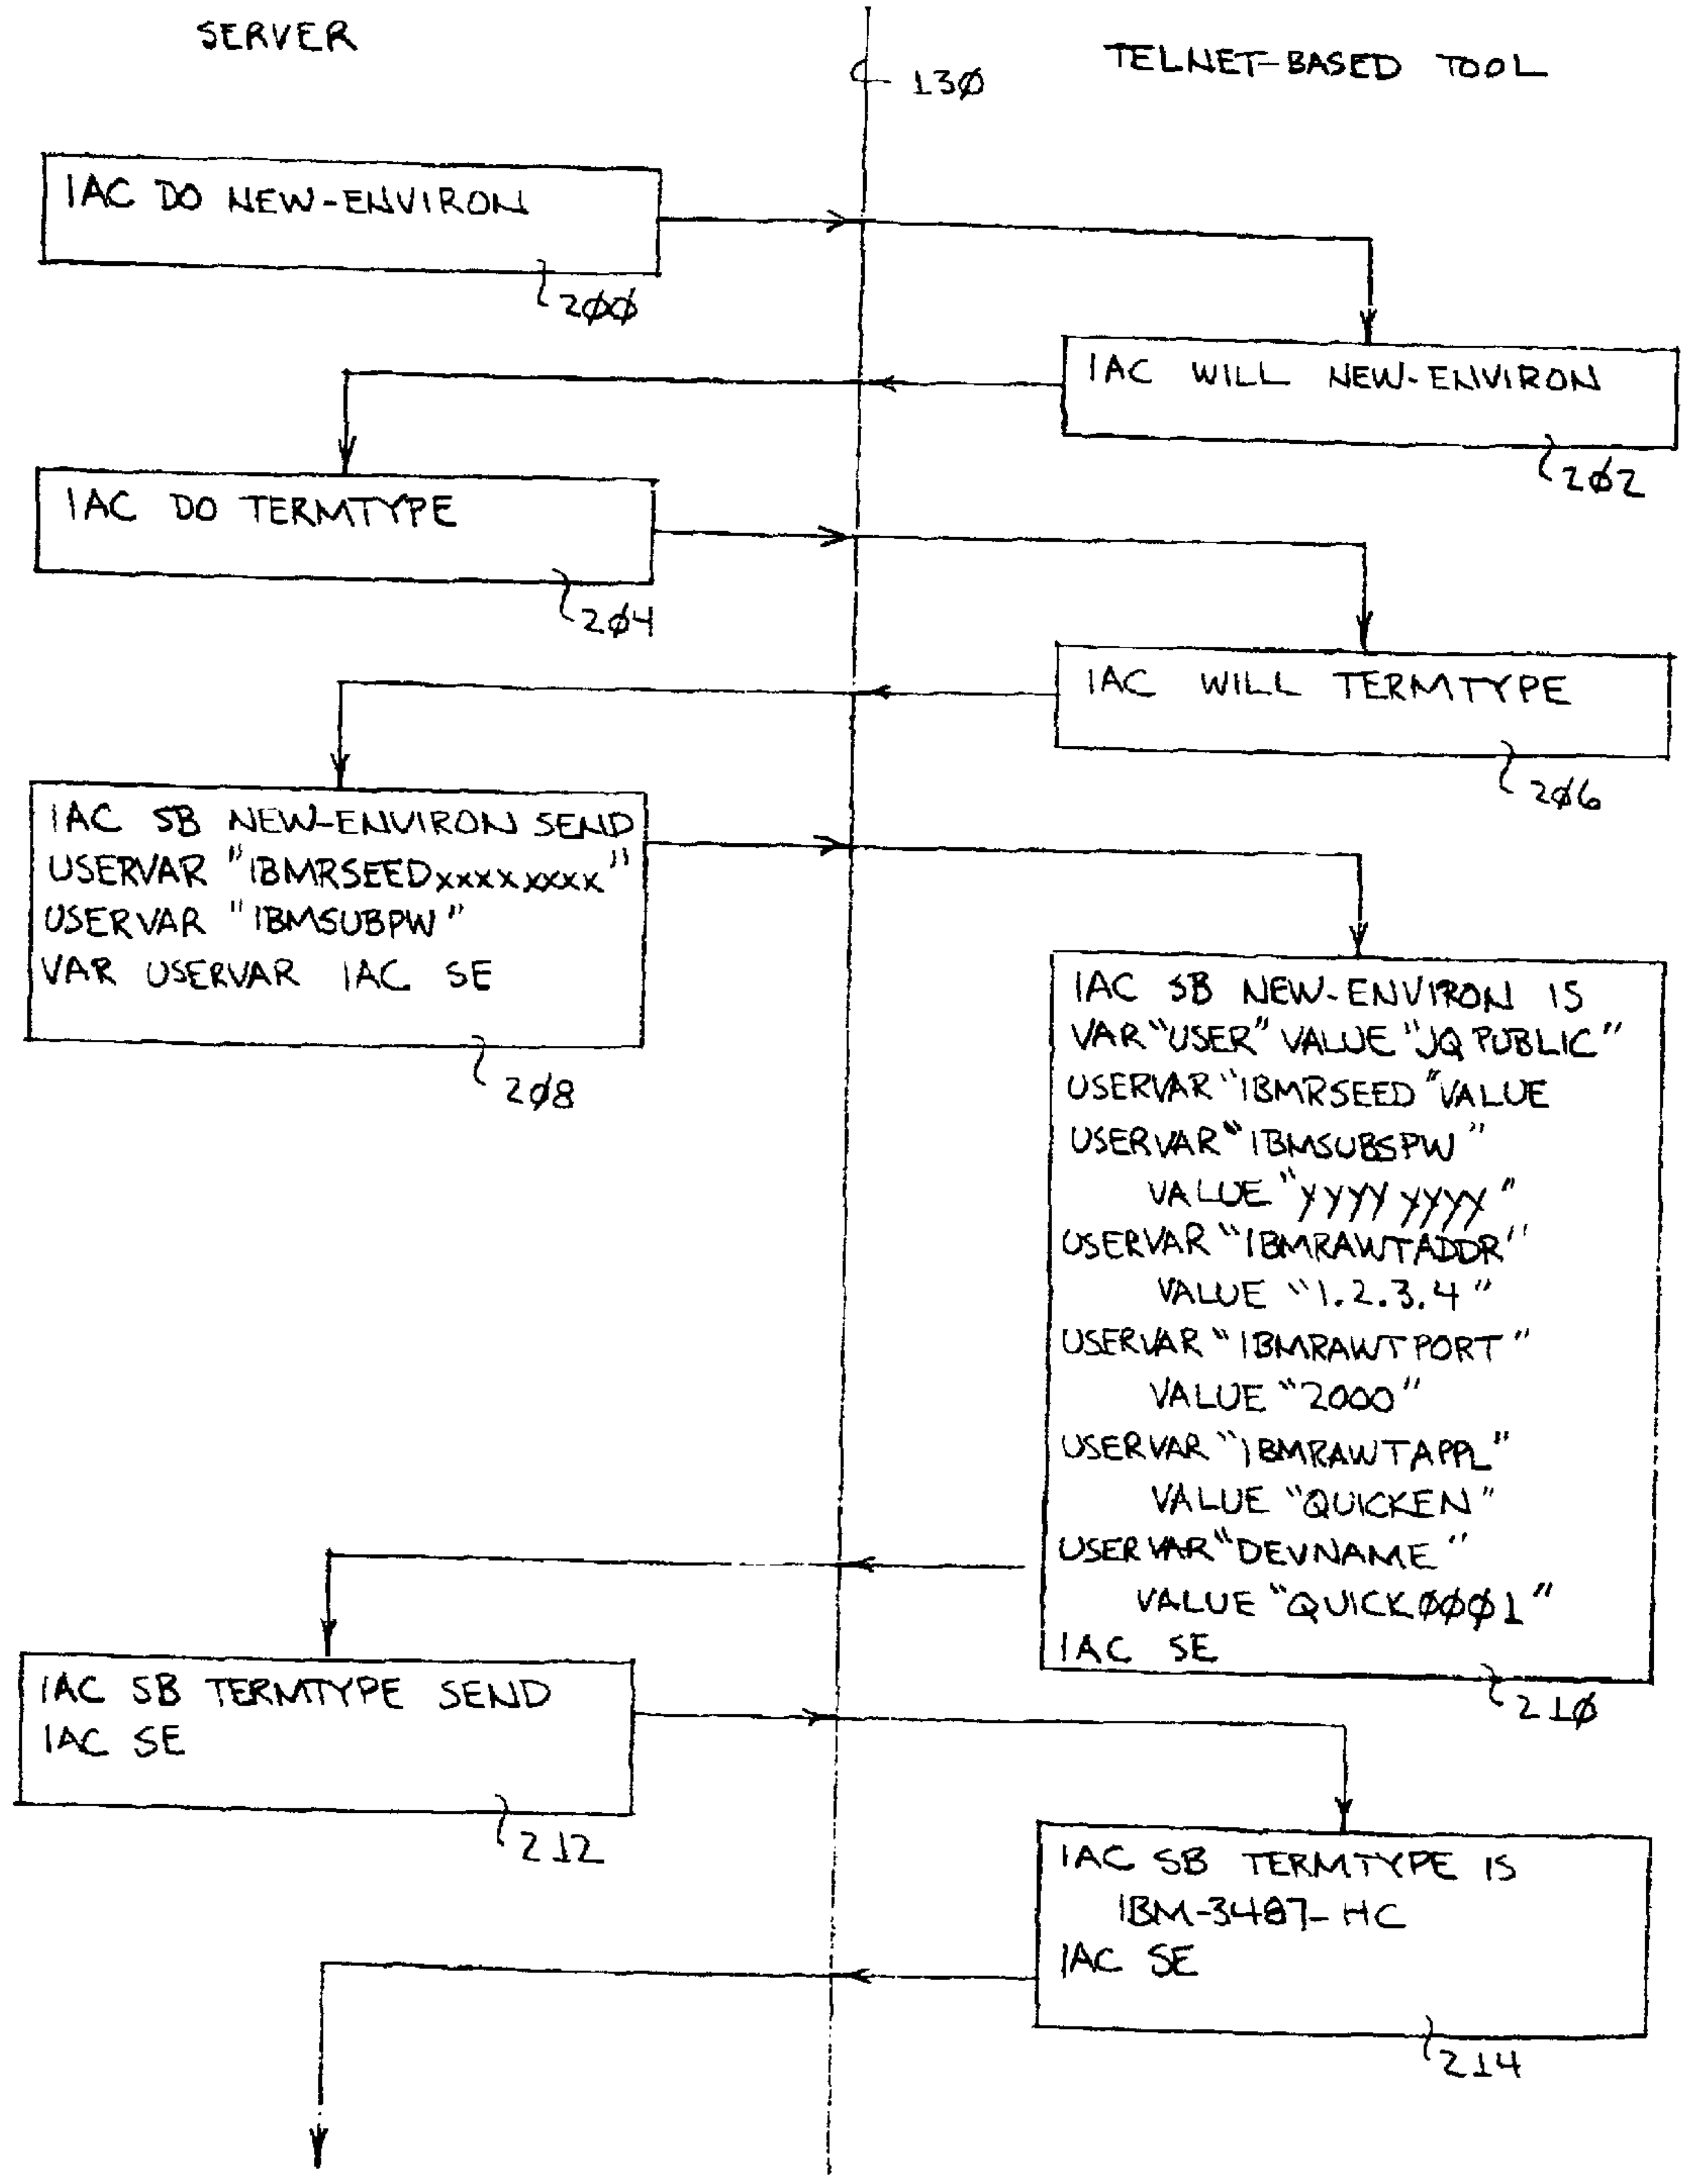 SERVER
TELNET-BASED TOOL
130
IAC DO NEW-ENVIRON
200
IAC WILL NEW-ENVIRON
202
IAC DO TERMTYPE
204
IAC WILL TERMTYPE
206
IAC SB NEW-ENVIRON SEND
USERVAR "IBMRSEEDxxxxxxxx"
USERVAR "IBMSUBPW"
VAR USERVAR IAC SE
208
IAC SB NEW-ENVIRON IS
VAR "USER" VALUE "JQPUBLIC"
USERVAR "IBMRSEED" VALUE
USERVAR "IBMSUBSPW"
VALUE "yyyyyyyy"
USERVAR "IBMRAWTADDR"
VALUE "1.2.3.4"
USERVAR "IBMRAWTPORT"
VALUE "2000"
USERVAR "IBMRAWTAPPL"
VALUE "QUICKEN"
USERVAR "DEVNAME"
VALUE "QUICK0001"
IAC SE
210
IAC SB TERMTYPE SEND
IAC SE
212
IAC SB TERMTYPE IS
IBM-3487-HC
IAC SE
214